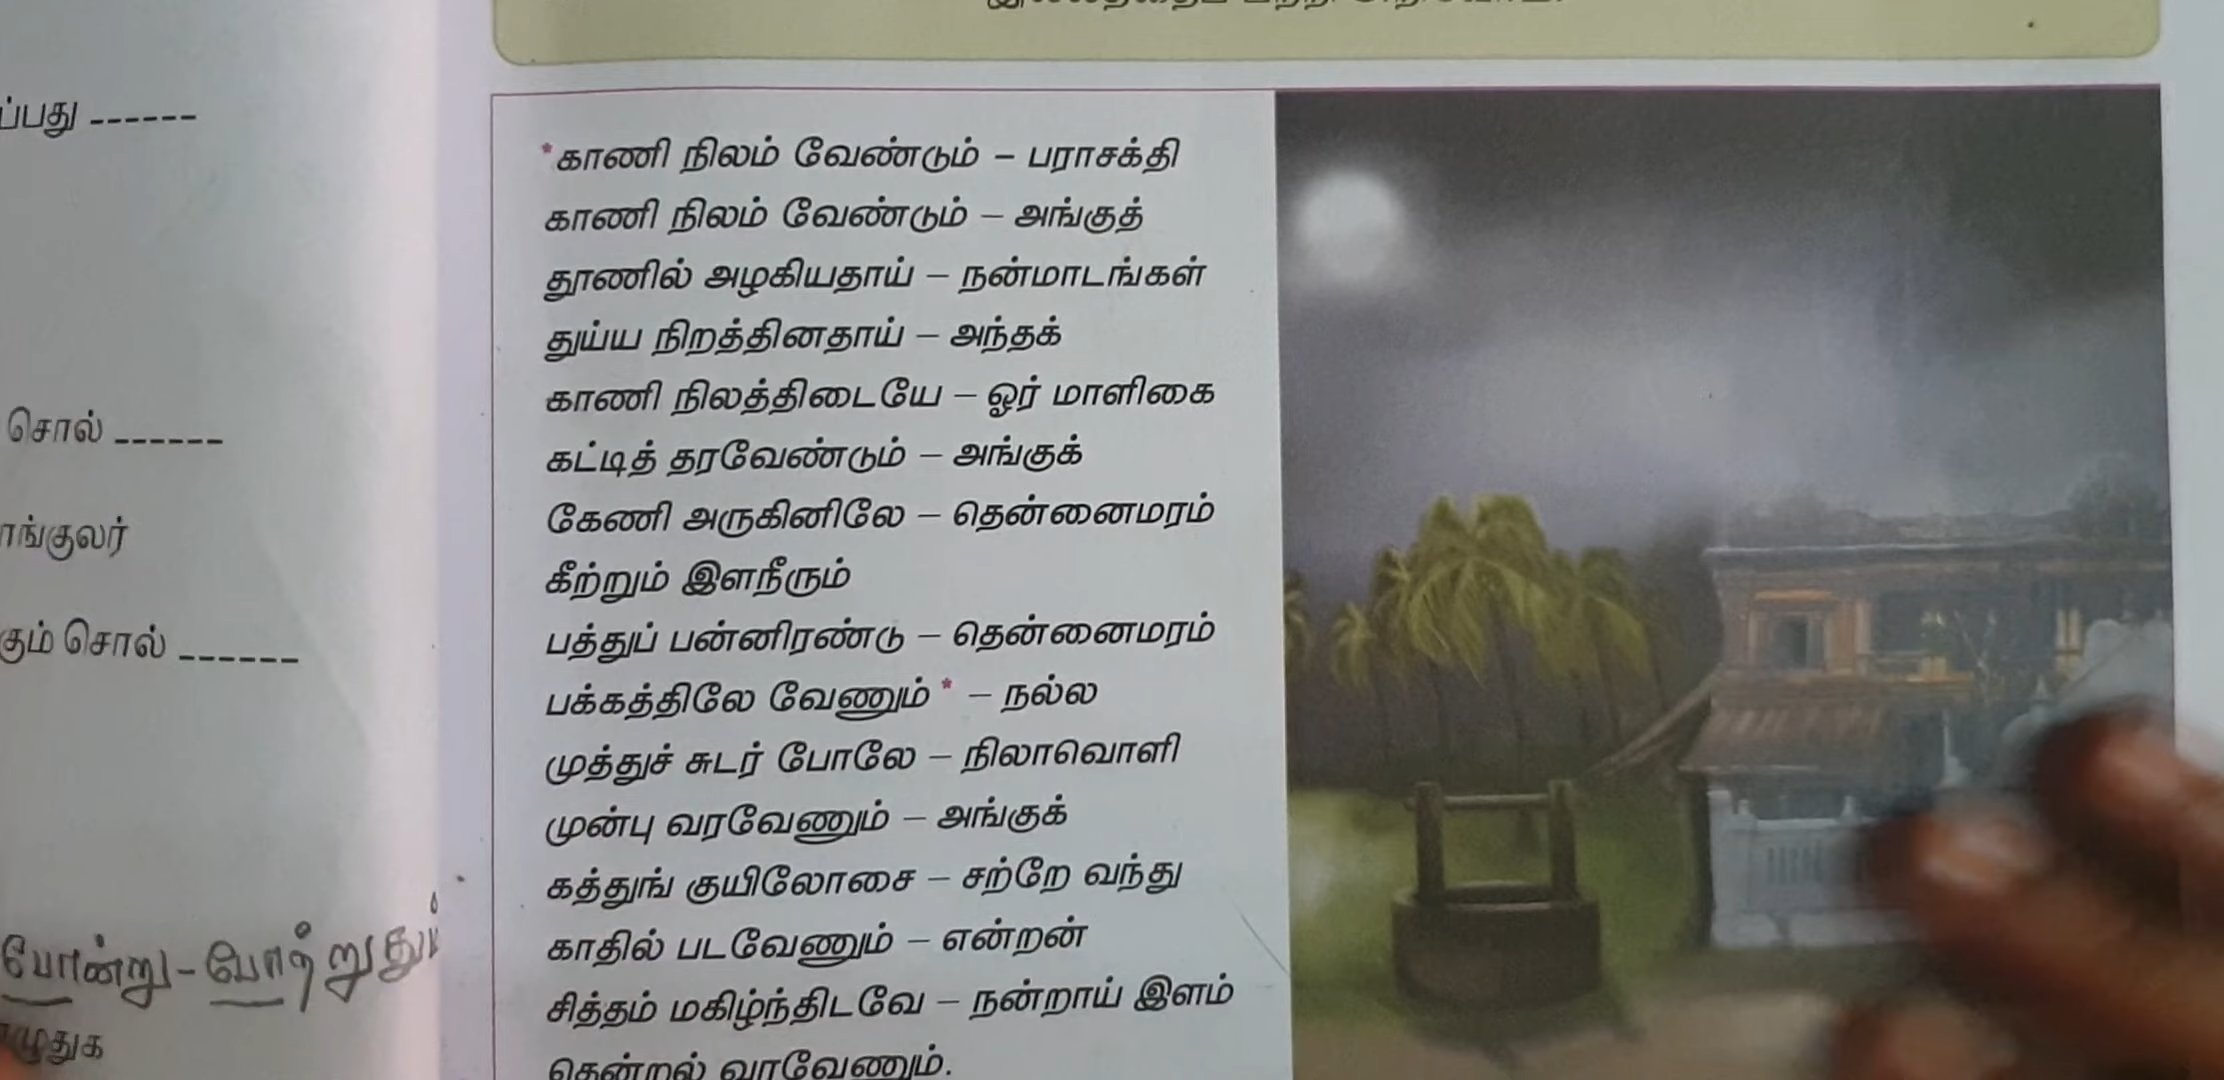 ப்பது ------
சொல் ------
ங்குலர்
கும் சொல் ------
போன்று - போற்றுதும்
ழுதுக
*காணி நிலம் வேண்டும் – பராசக்தி
காணி நிலம் வேண்டும் – அங்குத்
தூணில் அழகியதாய் – நன்மாடங்கள்
துய்ய நிறத்தினதாய் – அந்தக்
காணி நிலத்திடையே – ஓர் மாளிகை
கட்டித் தரவேண்டும் – அங்குக்
கேணி அருகினிலே – தென்னைமரம்
கீற்றும் இளநீரும்
பத்துப் பன்னிரண்டு – தென்னைமரம்
பக்கத்திலே வேணும்* – நல்ல
முத்துச் சுடர் போலே – நிலாவொளி
முன்பு வரவேணும் – அங்குக்
கத்துங் குயிலோசை – சற்றே வந்து
காதில் படவேணும் – என்றன்
சித்தம் மகிழ்ந்திடவே – நன்றாய் இளம்
தென்றல் வரவேணும்.